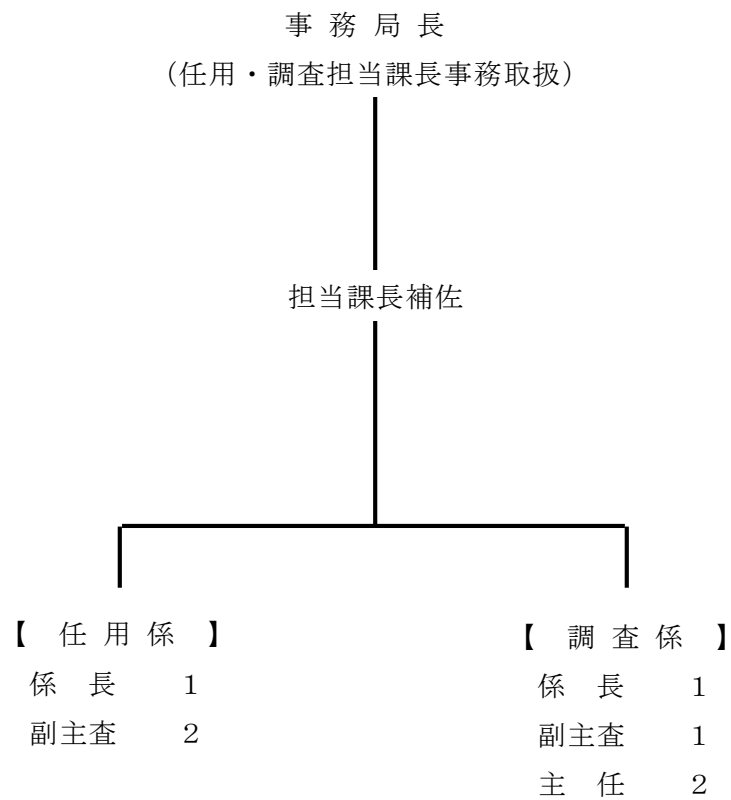 事 務 局 長
（任用・調査担当課長事務取扱）
担当課長補佐
【　任 用 係　】
係　長　　1
副主査　　2
【　調 査 係　】
係　長　　1
副主査　　1
主　任　　2